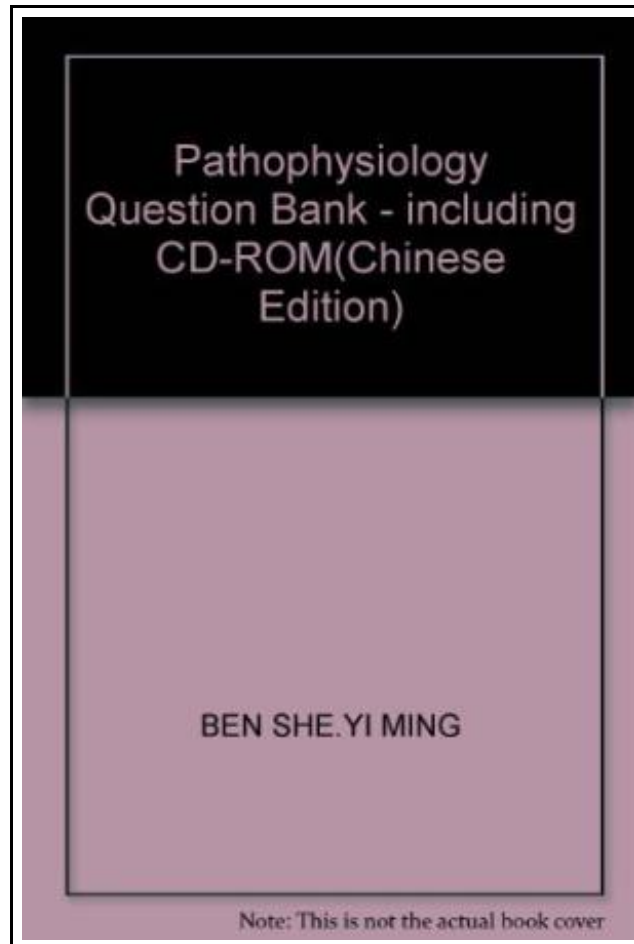 Pathophysiology
Question Bank - including
CD-ROM(Chinese
Edition)
BEN SHE.YI MING
Note: This is not the actual book cover